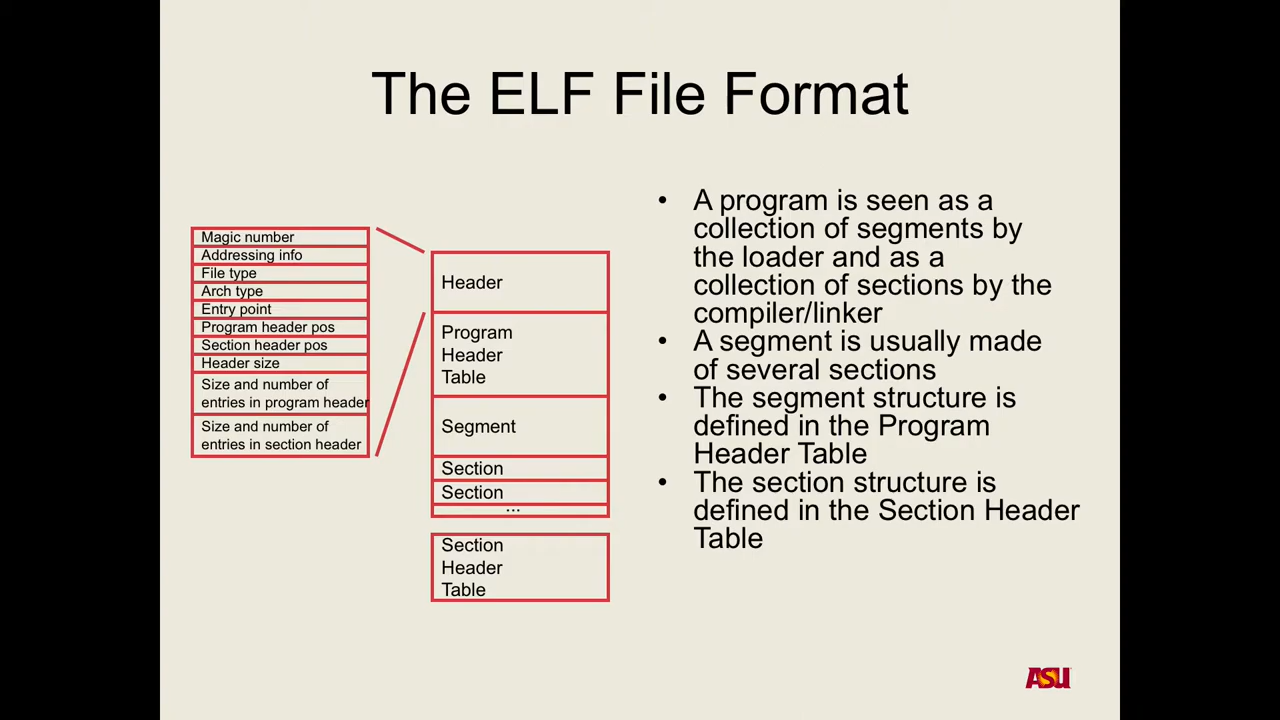 The ELF File Format
Magic number
Addressing info
File type
Arch type
Entry point
Program header pos
Section header pos
Header size
Size and number of
entries in program header
Size and number of
entries in section header
Header
Program
Header
Table
Segment
Section
Section
...
Section
Header
Table
• A program is seen as a
collection of segments by
the loader and as a
collection of sections by the
compiler/linker
• A segment is usually made
of several sections
• The segment structure is
defined in the Program
Header Table
• The section structure is
defined in the Section Header
Table
ASU